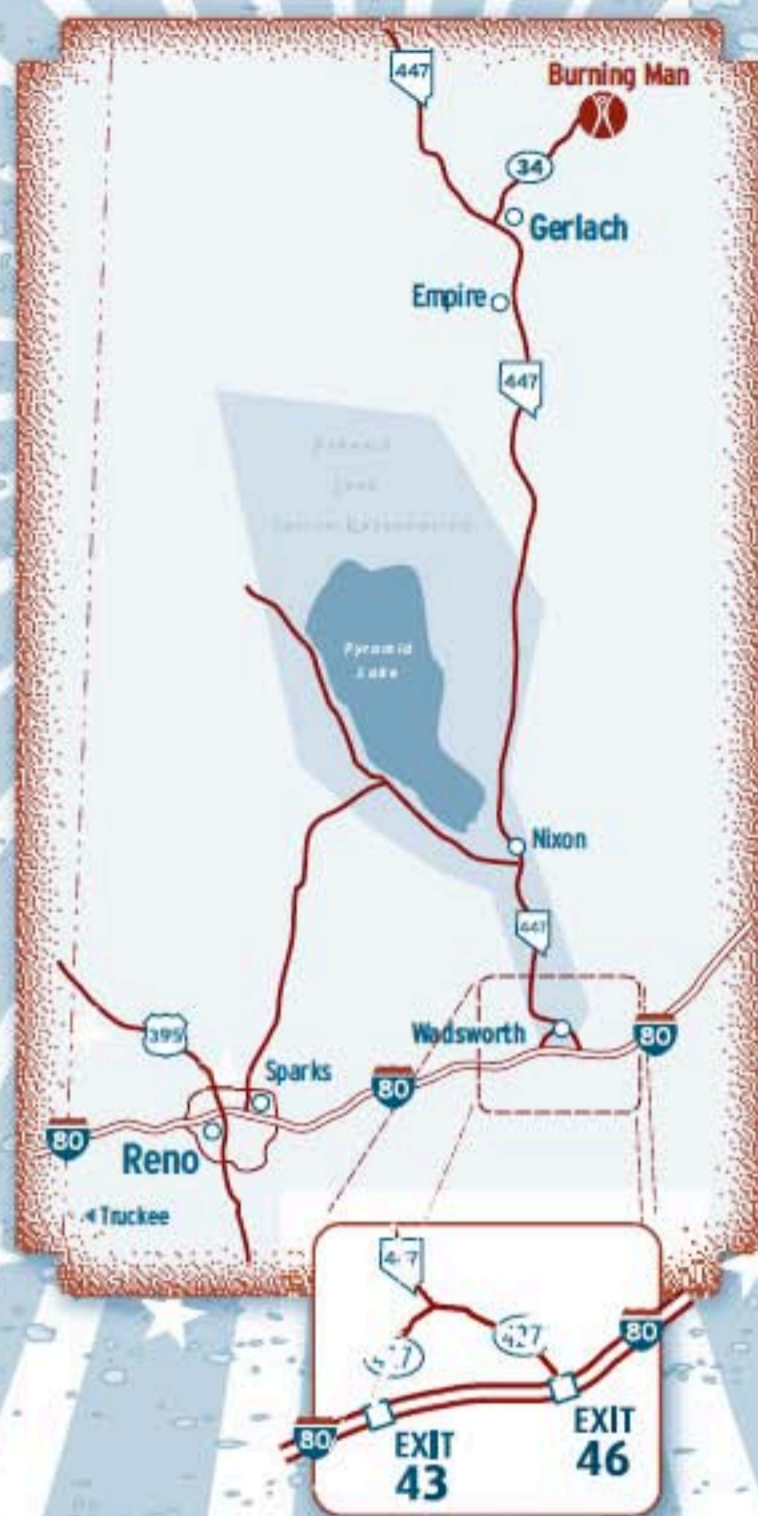 447
Burning Man
34
Gerlach
Empire
447
Pyramid
Lake
Nixon
447
Wadsworth
80
395
Sparks
80
80
Reno
Truckee
427
80
80
EXIT
43
EXIT
46